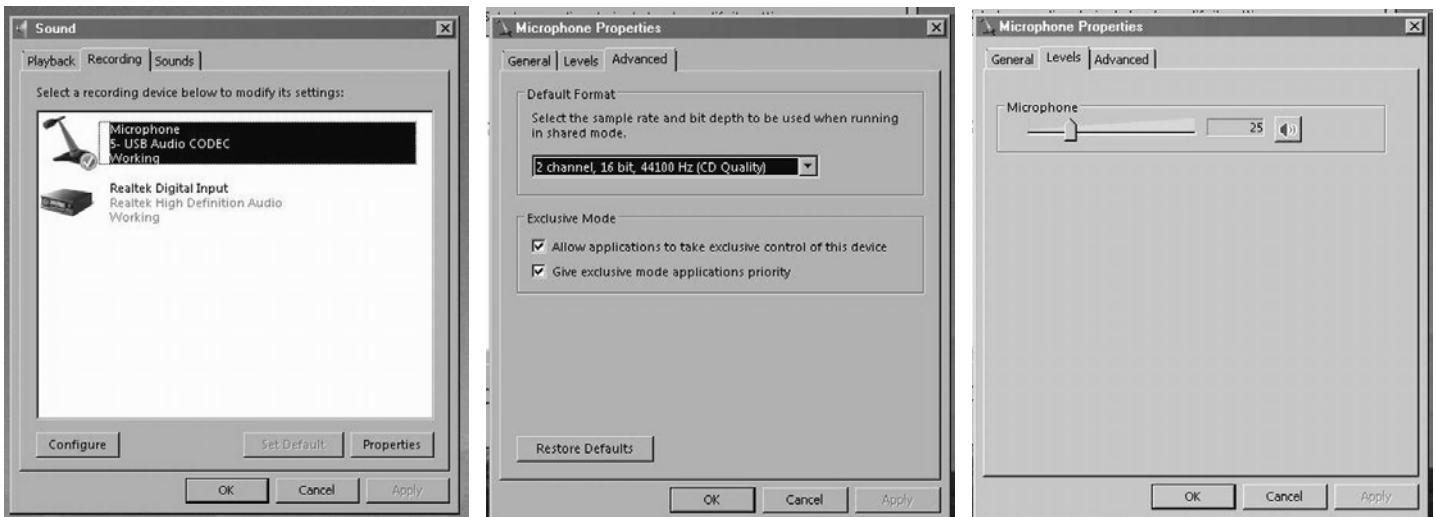 Sound
Playback Recording Sounds
Select a recording device below to modify its settings:
Microphone
5- USB Audio CODEC
Working
Realtek Digital Input
Realtek High Definition Audio
Working
Configure Set Default Properties
OK Cancel Apply
Microphone Properties
General Levels Advanced
Default Format
Select the sample rate and bit depth to be used when running
in shared mode.
2 channel, 16 bit, 44100 Hz (CD Quality)
Exclusive Mode
Allow applications to take exclusive control of this device
Give exclusive mode applications priority
Restore Defaults
OK Cancel Apply
Microphone Properties
General Levels Advanced
Microphone
25
OK Cancel Apply